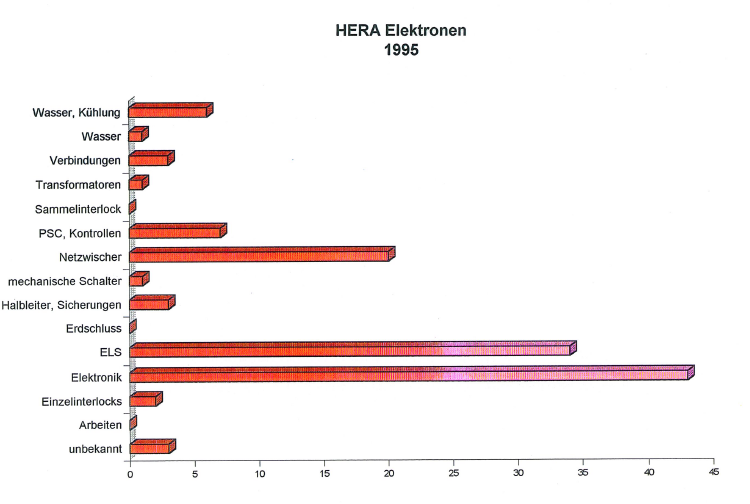 HERA Elektronen
1995
Wasser, Kühlung
Wasser
Verbindungen
Transformatoren
Sammelinterlock
PSC, Kontrollen
Netzwischer
mechanische Schalter
Halbleiter, Sicherungen
Erdschluss
ELS
Elektronik
Einzelinterlocks
Arbeiten
unbekannt
0 5 10 15 20 25 30 35 40 45